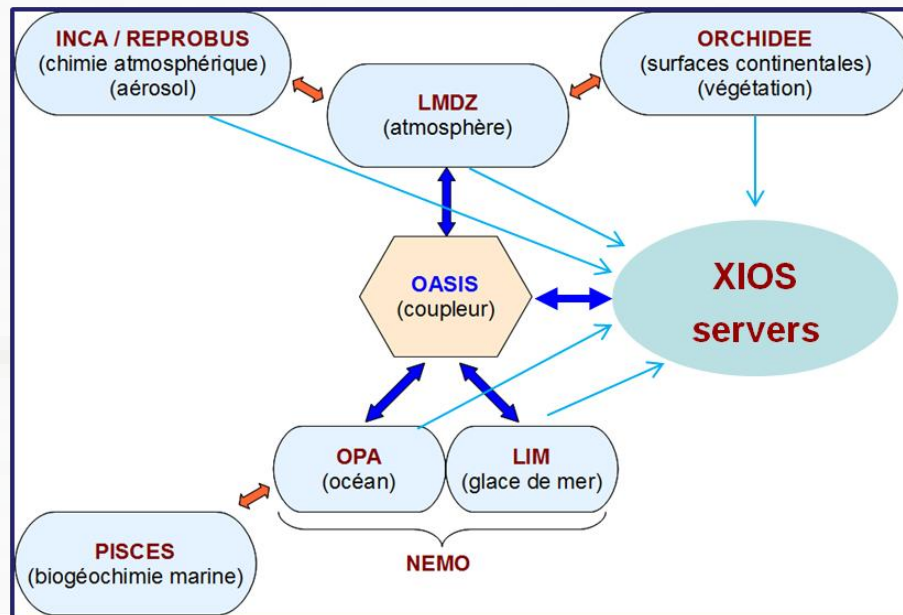 INCA / REPROBUS
(chimie atmosphérique)
(aérosol)
ORCHIDEE
(surfaces continentales)
(végétation)
LMDZ
(atmosphère)
OASIS
(coupleur)
XIOS
servers
OPA
(océan)
LIM
(glace de mer)
NEMO
PISCES
(biogéochimie marine)